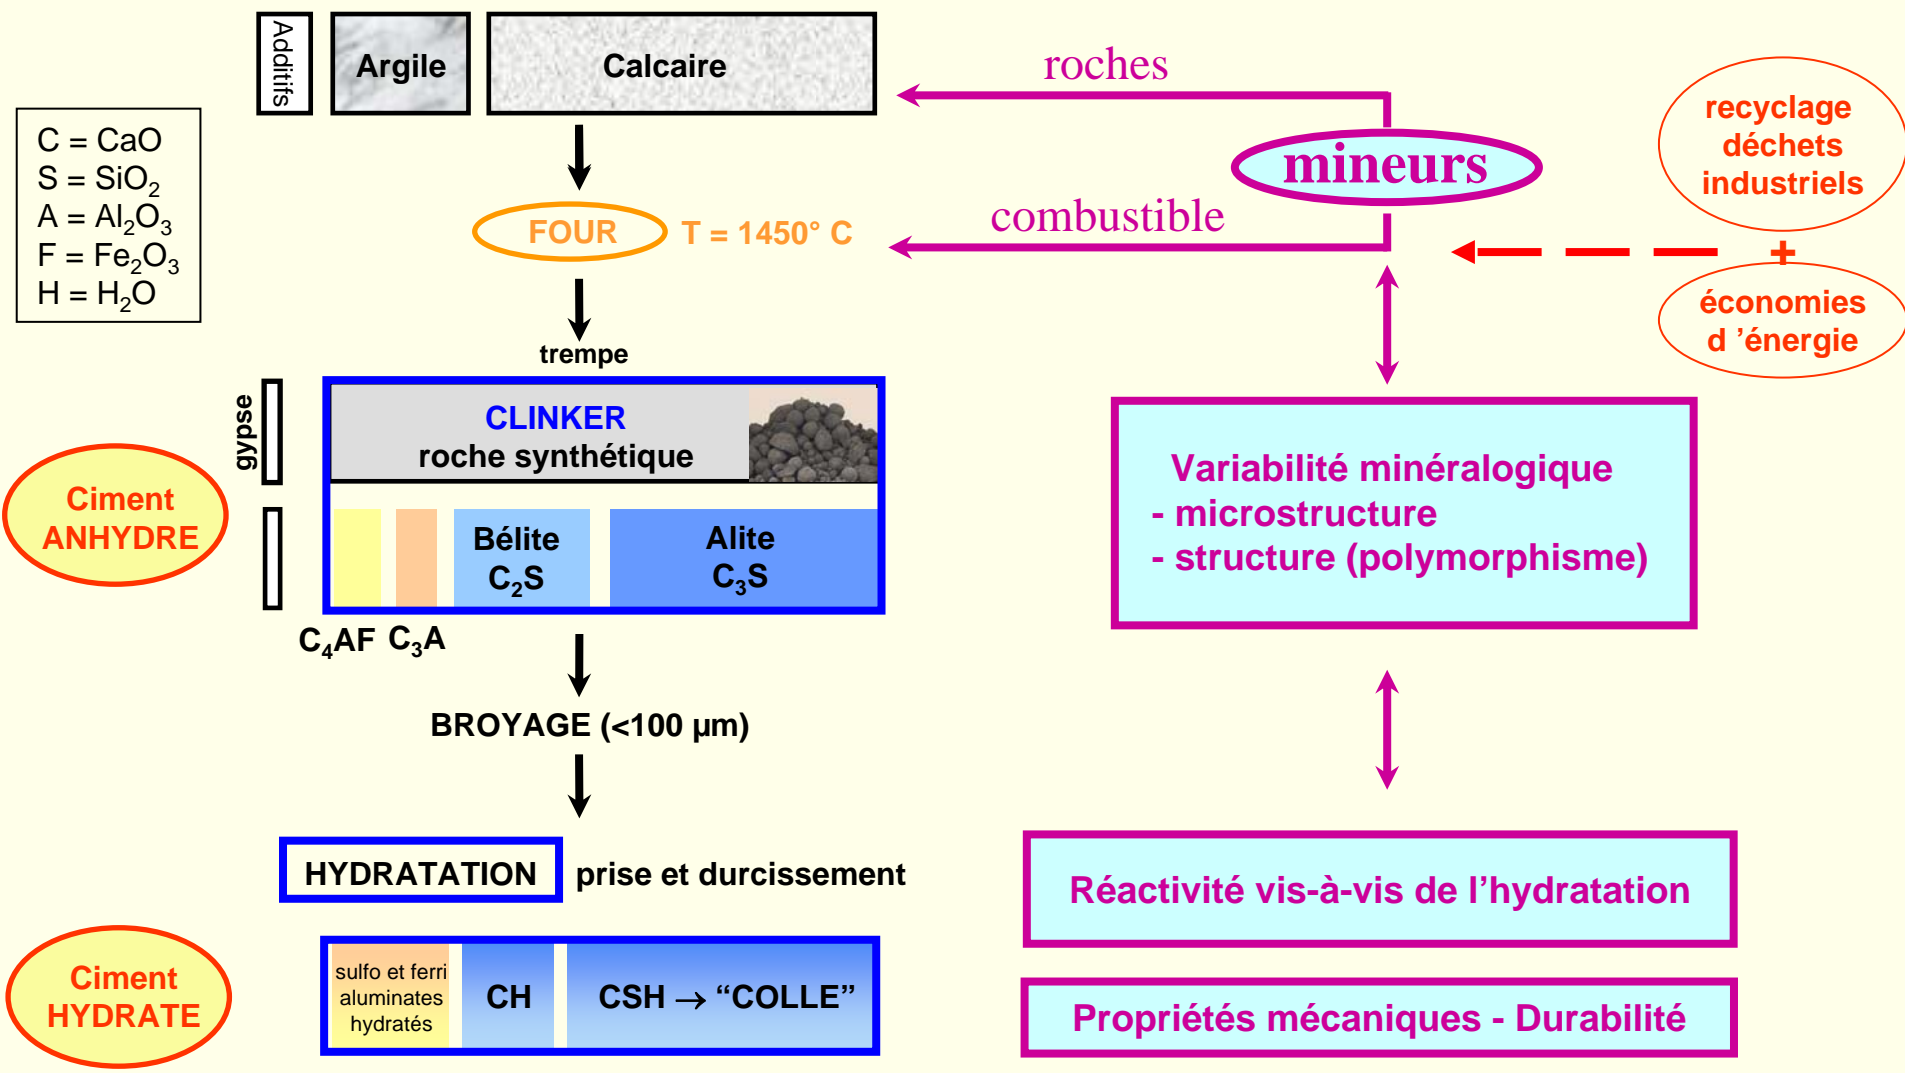 Additifs
Argile
Calcaire
roches
recyclage
déchets
industriels
C = CaO
S = SiO₂
A = Al₂O₃
F = Fe₂O₃
H = H₂O
mineurs
FOUR
T = 1450° C
combustible
+
économies
d ’énergie
trempe
gypse
CLINKER
roche synthétique
Ciment
ANHYDRE
Bélite
C₂S
Alite
C₃S
C₄AF
C₃A
Variabilité minéralogique
- microstructure
- structure (polymorphisme)
BROYAGE (<100 µm)
HYDRATATION
prise et durcissement
Réactivité vis-à-vis de l’hydratation
Ciment
HYDRATE
sulfo et ferri
aluminates
hydratés
CH
CSH → “COLLE”
Propriétés mécaniques - Durabilité